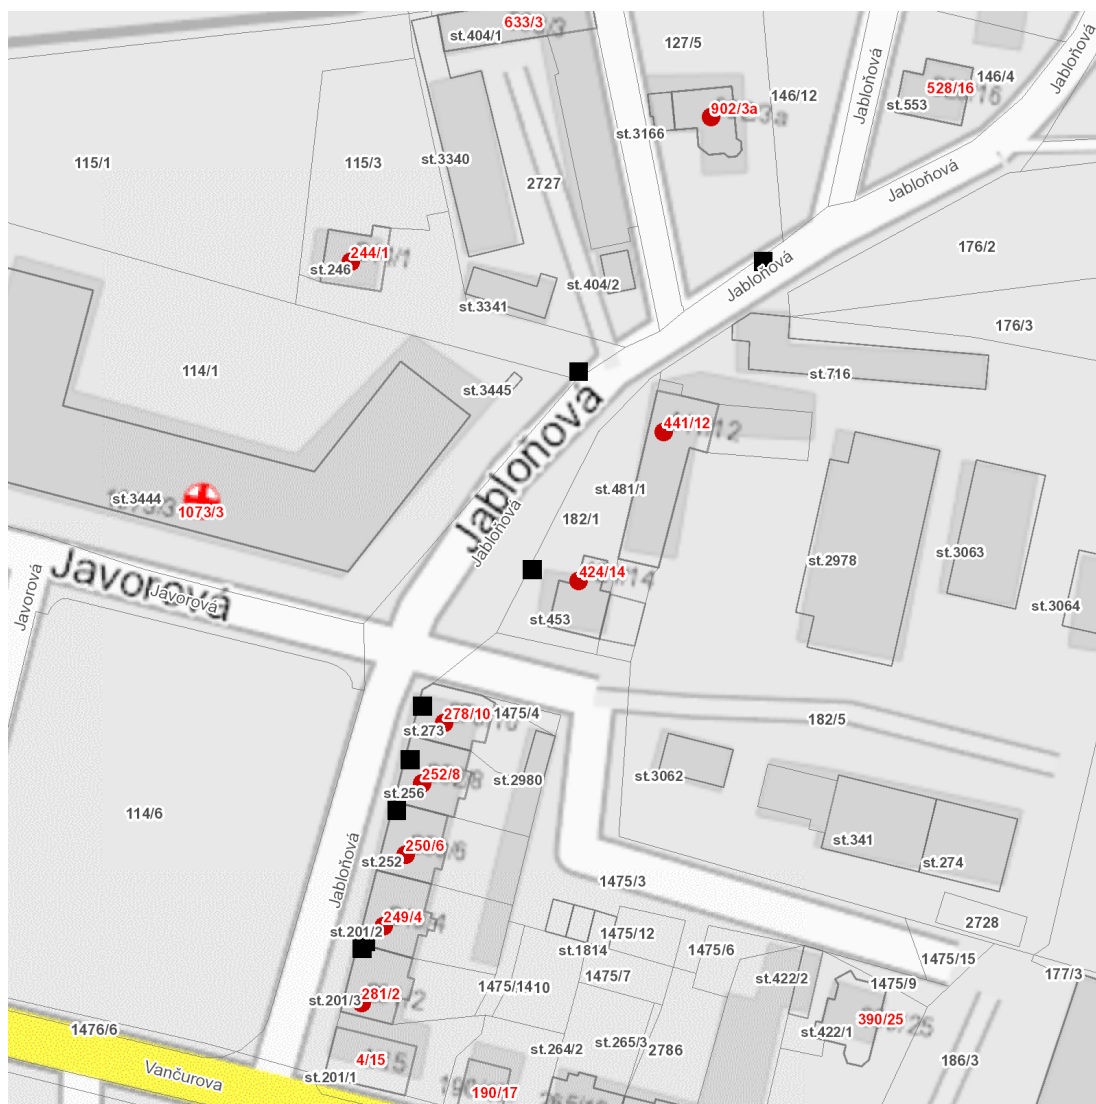 633/3
st.404/1
127/5
Jabloňová
Jabloňová
146/4
528/16
146/12
st.553
902/3a
st.3166
115/1
115/3
st.3340
2727
Jabloňová
176/2
244/1
st.246
st.404/2
Jabloňová
st.3341
176/3
114/1
st.3445
st.716
Jabloňová
441/12
st.3444
1073/3
st.481/1
182/1
Jabloňová
st.2978
st.3063
Javorová
Javorová
Javorová
424/14
st.453
st.3064
278/10
1475/4
st.273
182/5
252/8
st.256
st.2980
st.3062
114/6
250/6
st.252
Jabloňová
st.341
st.274
1475/3
249/4
st.201/2
2728
1475/12
st.1814
1475/6
1475/15
1475/7
st.422/2
1475/9
177/3
281/2
st.201/3
1476/6
390/25
st.422/1
st.264/2
st.265/3
2786
186/3
4/15
st.201/1
Vančurova
190/17